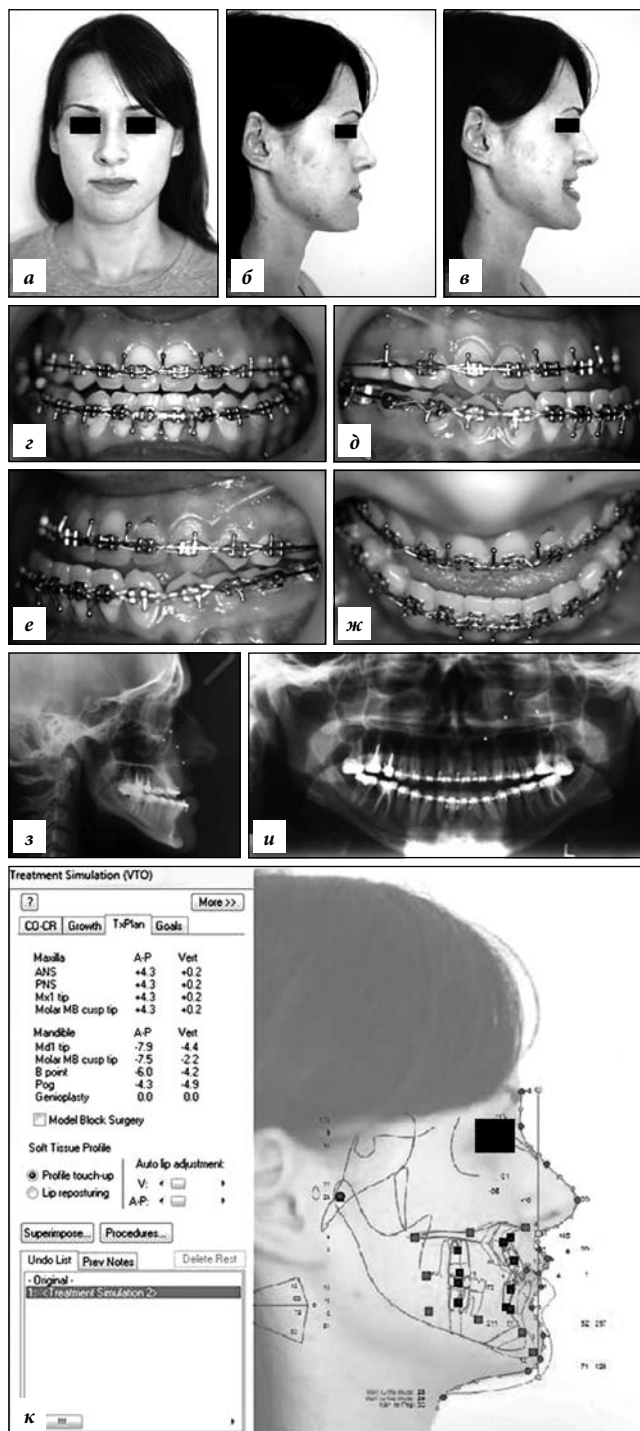 а
б
в
г
д
е
ж
з
и
L
Treatment Simulation (VTO)
? More >>
CO-CR Growth TxPlan Goals
Maxilla A-P Vert
ANS +4.3 +0.2
PNS +4.3 +0.2
Mx1 tip +4.3 +0.2
Molar MB cusp tip +4.3 +0.2
Mandible A-P Vert
Md1 tip -7.9 -4.4
Molar MB cusp tip -7.5 -2.2
B point -6.0 -4.2
Pog -4.3 -4.9
Genioplasty 0.0 0.0
Model Block Surgery
Soft Tissue Profile
Profile touch-up
Lip reposturing
Auto lip adjustment:
V:
A-P:
Superimpose... Procedures...
Undo List Prev Notes Delete Rest
- Original -
1: <Treatment Simulation 2>
к